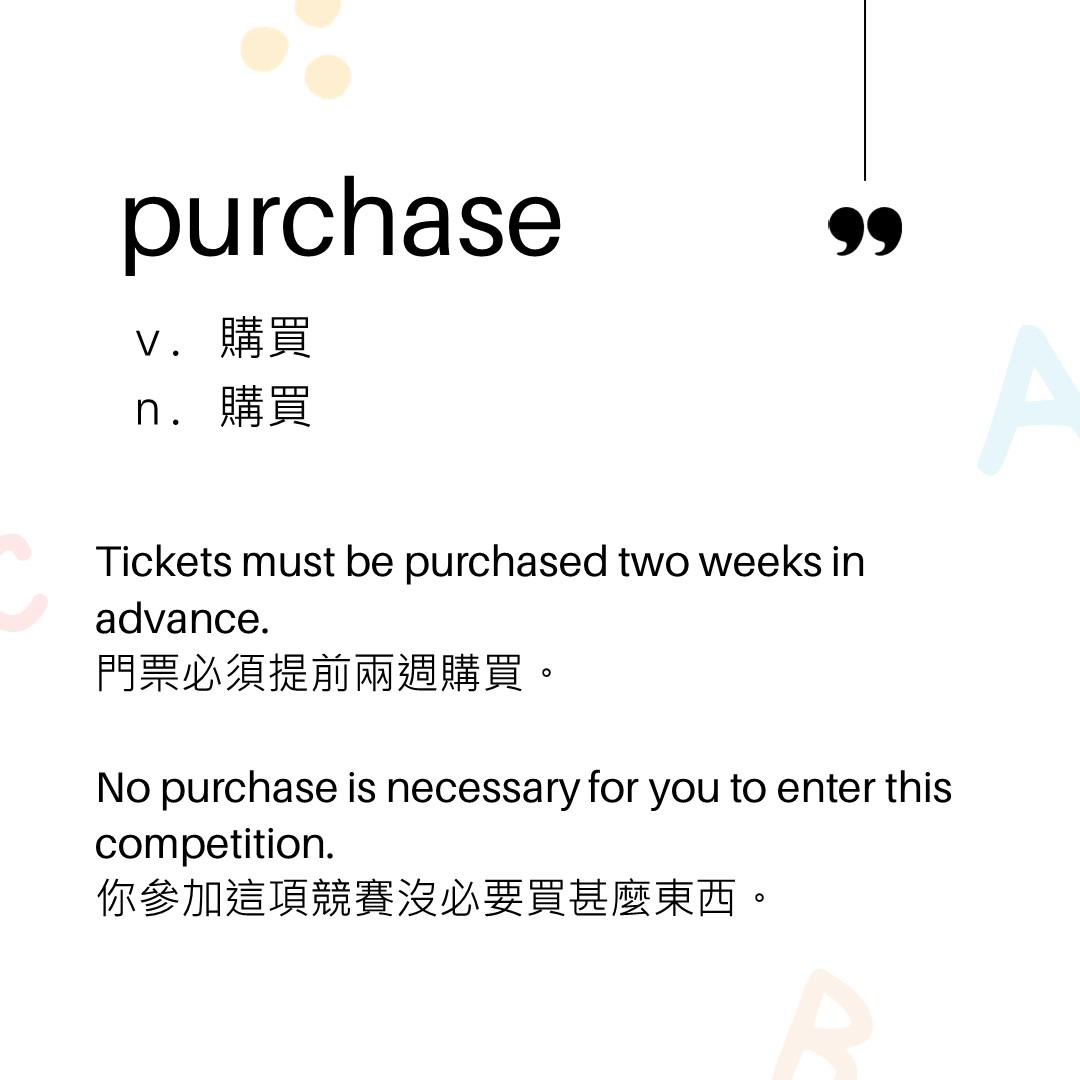 purchase
”
v. 購買
n. 購買
Tickets must be purchased two weeks in
advance.
門票必須提前兩週購買。
No purchase is necessary for you to enter this
competition.
你參加這項競賽沒必要買甚麼東西。
A
C
B